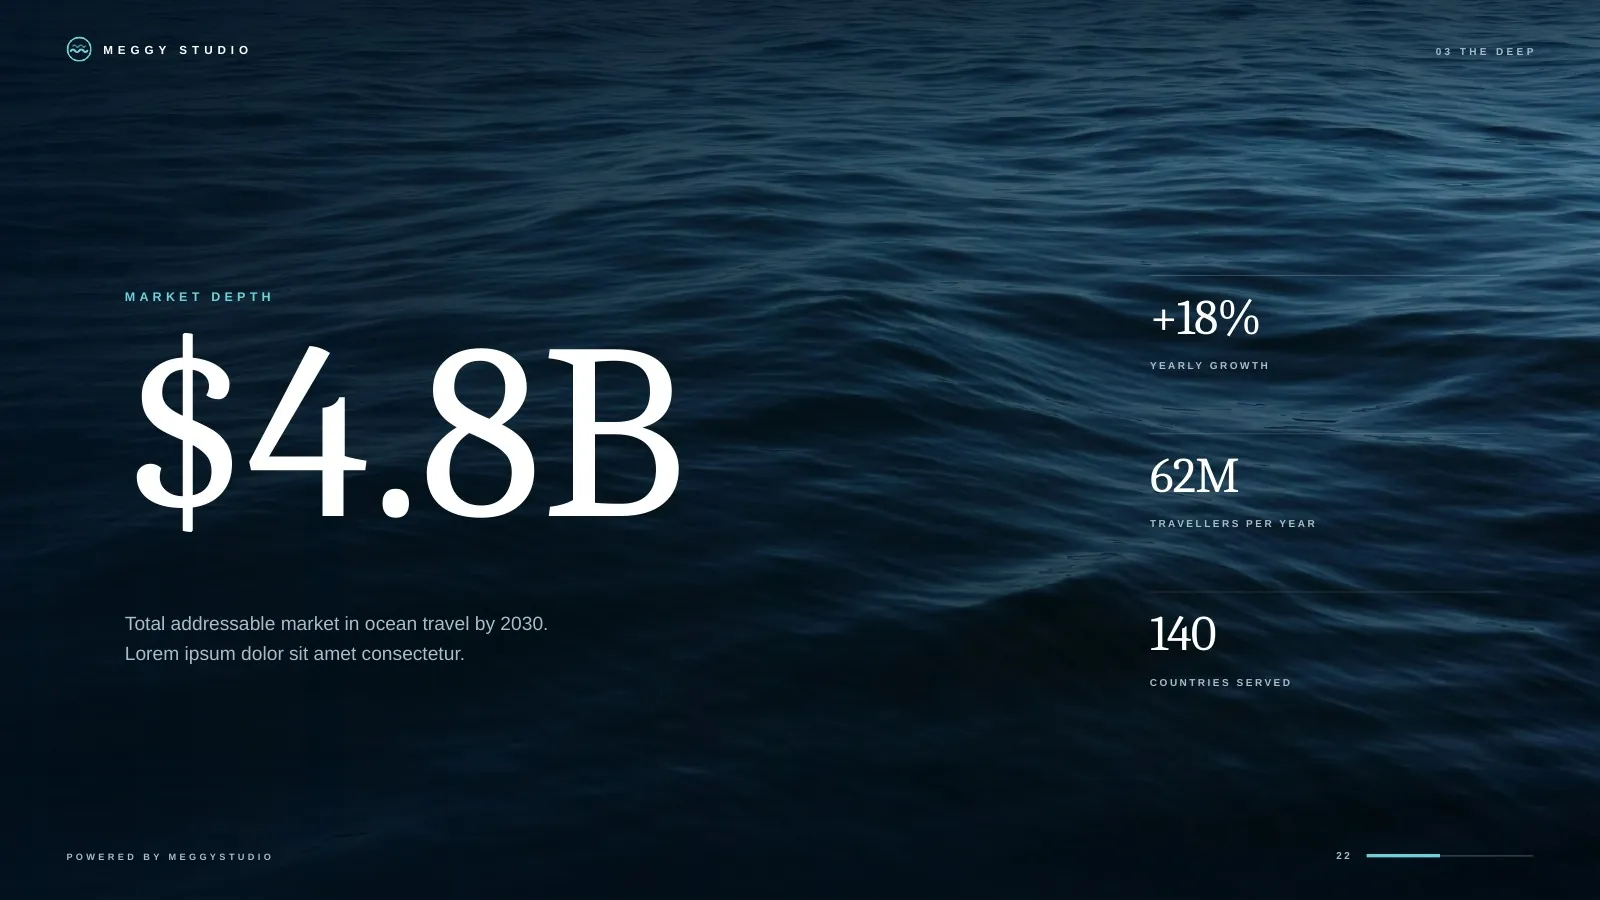 MEGGY STUDIO
03 THE DEEP
MARKET DEPTH
$4.8B
Total addressable market in ocean travel by 2030.
Lorem ipsum dolor sit amet consectetur.
+18%
YEARLY GROWTH
62M
TRAVELLERS PER YEAR
140
COUNTRIES SERVED
POWERED BY MEGGYSTUDIO
22